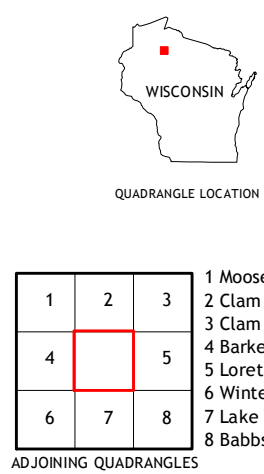 WISCONSIN
QUADRANGLE LOCATION
1 2 3
4 5
6 7 8
1 Moose
2 Clam
3 Clam
4 Barke
5 Loret
6 Winte
7 Lake
8 Babbs
ADJOINING QUADRANGLES